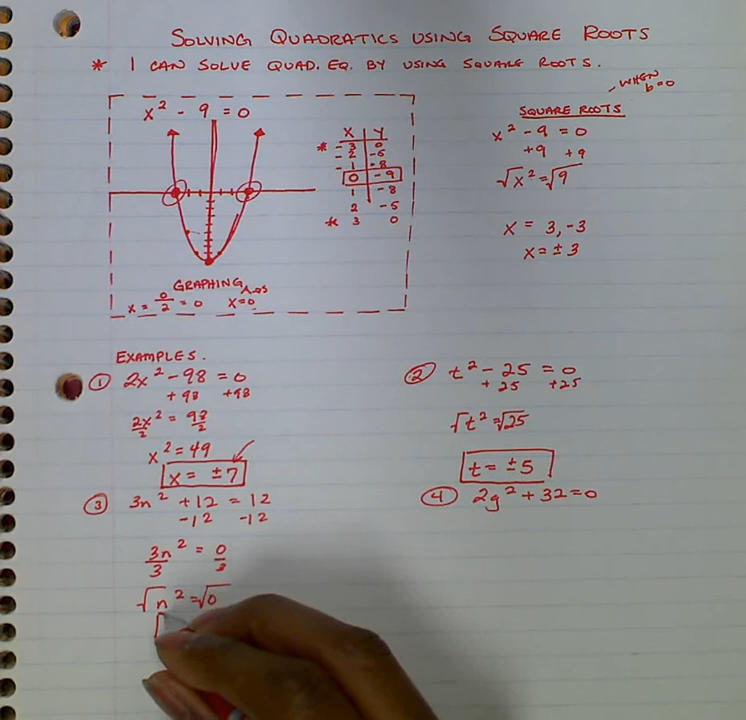 SOLVING QUADRATICS USING SQUARE ROOTS
* I CAN SOLVE QUAD. EQ. BY USING SQUARE ROOTS.
x² - 9 = 0
X Y
* -3 0
-2 -5
-1 -8
0 -9
1 -8
2 -5
* 3 0
GRAPHING
x = 0/2 = 0 x=0 AOS
WHEN b=0
SQUARE ROOTS
x² - 9 = 0
+9 +9
√x² = √9
x = 3, -3
x = ± 3
EXAMPLES.
① 2x² - 98 = 0
+98 +98
2x²/2 = 98/2
x² = 49
x = ±7
② t² - 25 = 0
+25 +25
√t² = √25
t = ±5
③ 3n² + 12 = 12
-12 -12
3n²/3 = 0/3
√n² = √0
④ 2g² + 32 = 0